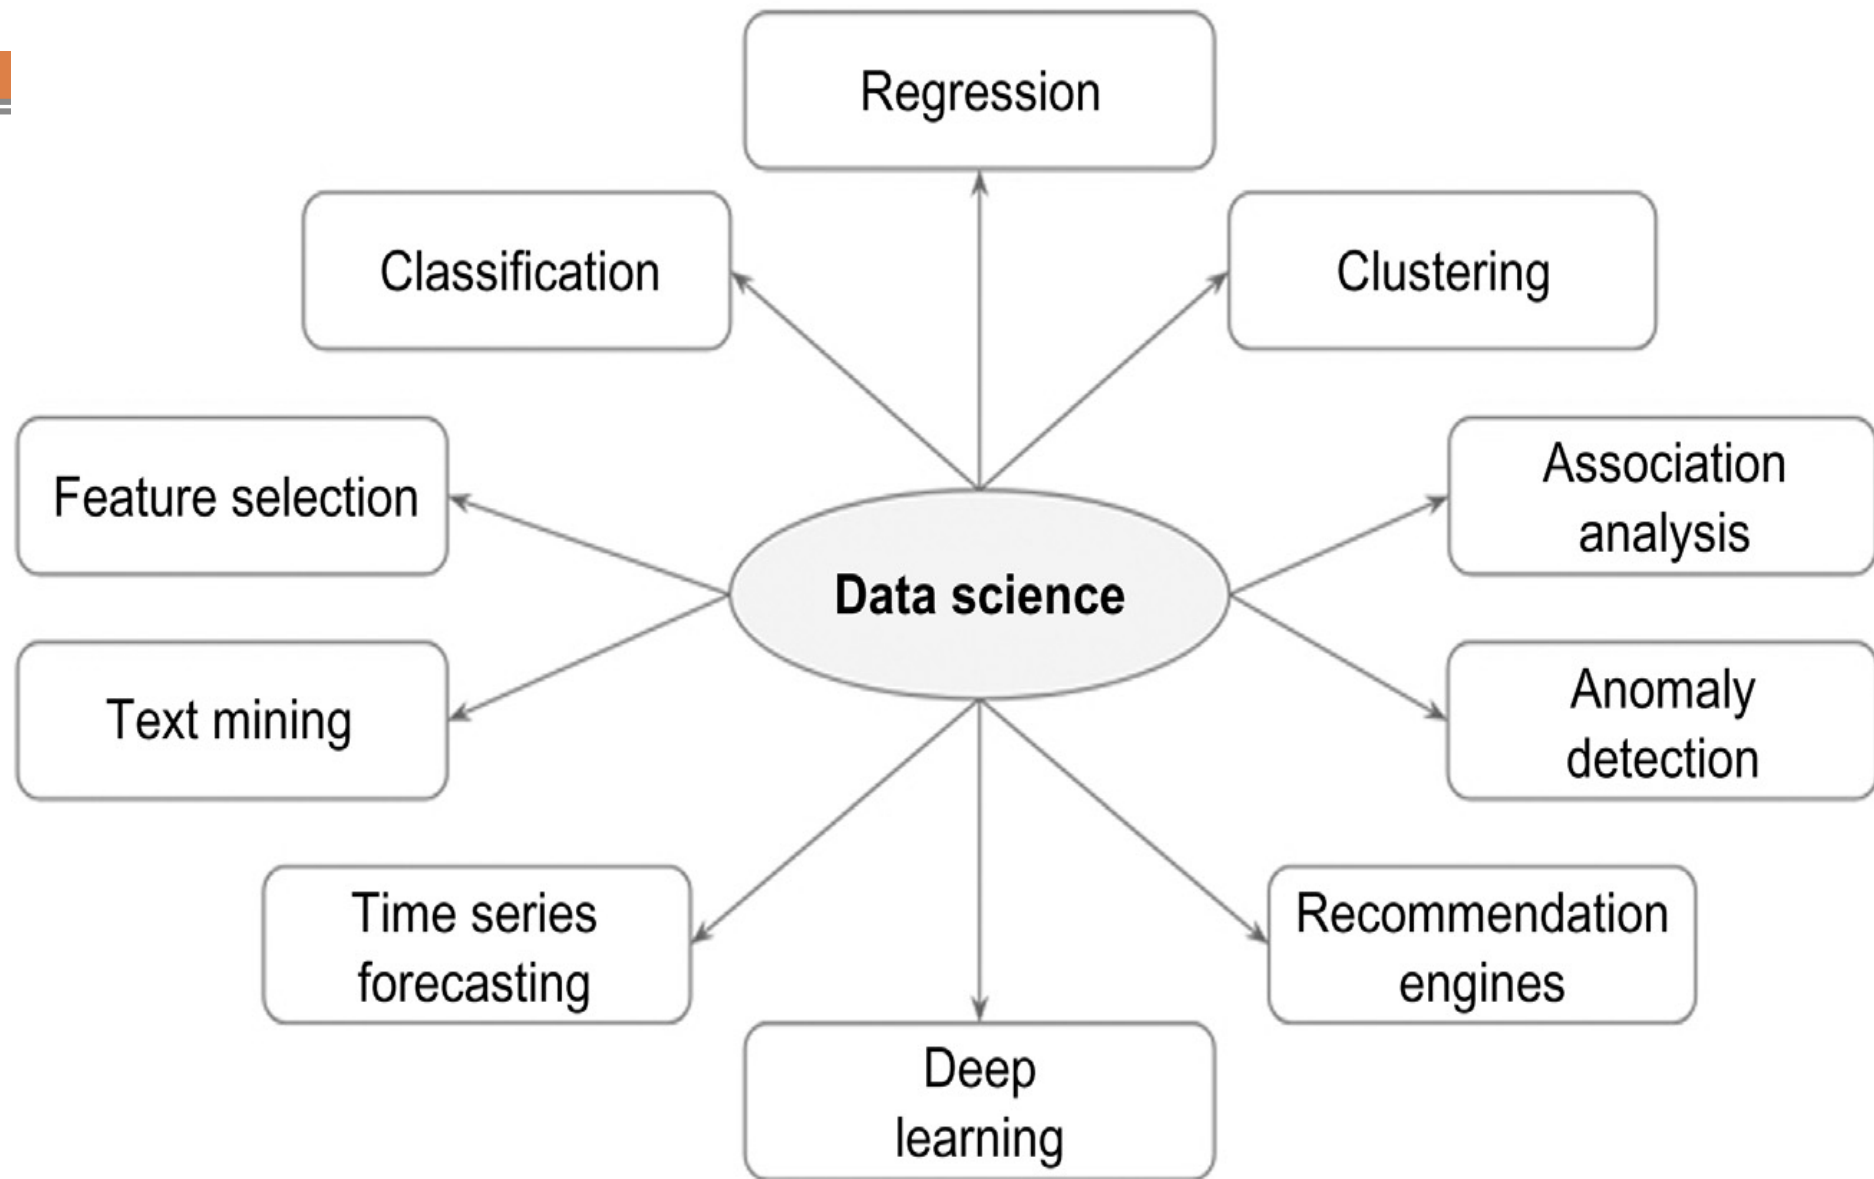 Regression
Classification
Clustering
Feature selection
Association
analysis
Data science
Text mining
Anomaly
detection
Time series
forecasting
Recommendation
engines
Deep
learning